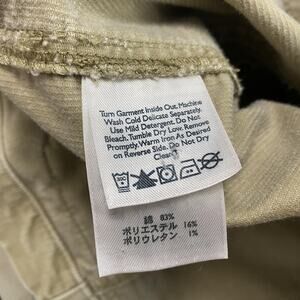 Turn Garment Inside Out. Machine
Wash Cold Delicate Separately.
Use Mild Detergent. Do Not
Bleach. Tumble Dry Low. Remove
Promptly. Warm Iron As Desired
on Reverse Side. Do Not Dry
綿 83%
ポリエステル 16%
ポリウレタン 1%